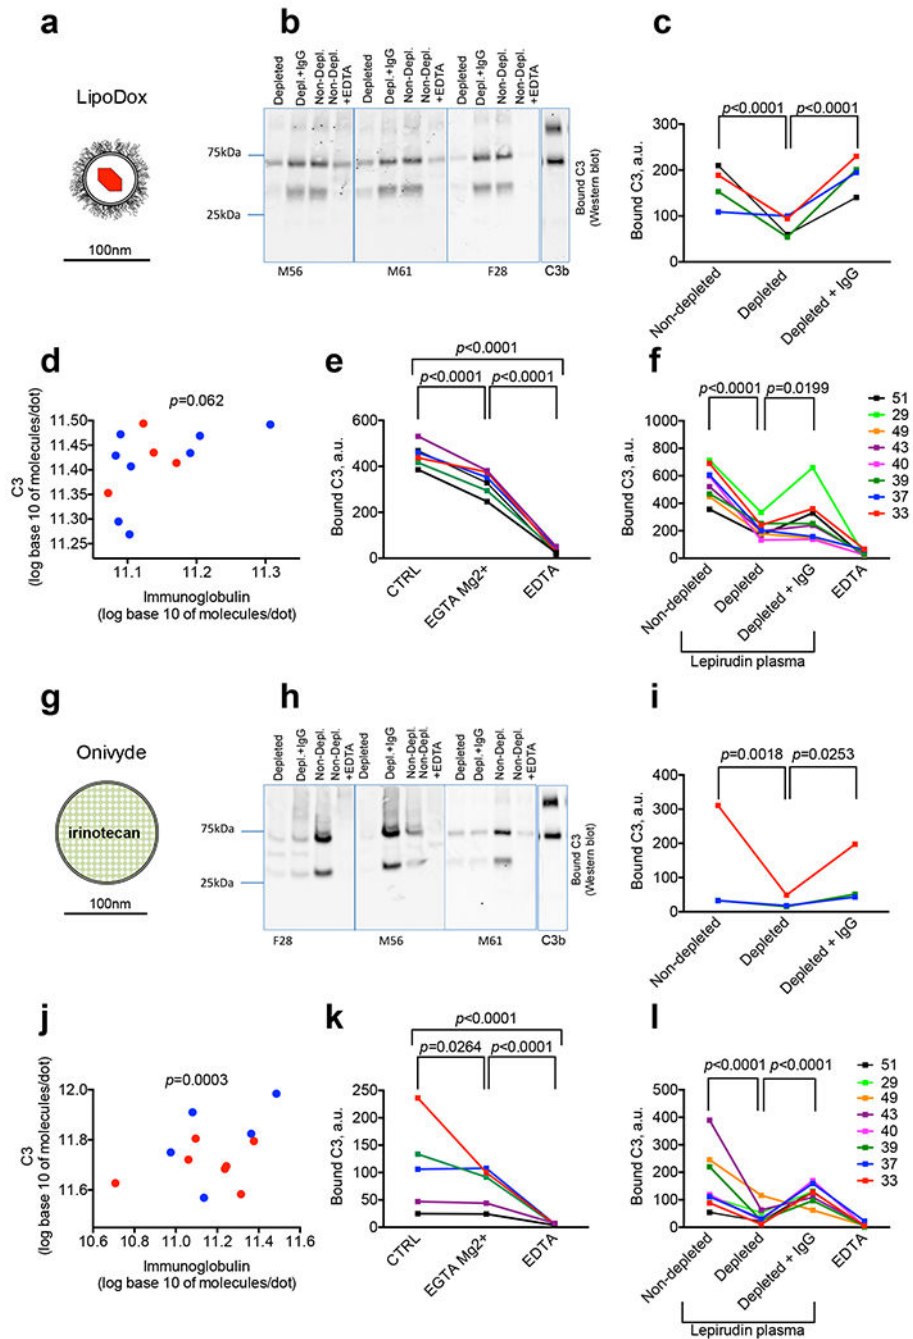 a
LipoDox
100nm
b
Depleted
Depl.+IgG
Non-Depl.
Non-Depl.
+EDTA
Depleted
Depl.+IgG
Non-Depl.
Non-Depl.
+EDTA
Depleted
Depl.+IgG
Non-Depl.
Non-Depl.
+EDTA
75kDa
25kDa
M56
M61
F28
C3b
Bound C3
(Western blot)
c
p<0.0001
p<0.0001
Bound C3, a.u.
300
200
100
0
Non-depleted
Depleted
Depleted + IgG
d
p=0.062
C3
(log base 10 of molecules/dot)
11.50
11.45
11.40
11.35
11.30
11.25
11.1
11.2
11.3
Immunoglobulin
(log base 10 of molecules/dot)
e
p<0.0001
p<0.0001
p<0.0001
Bound C3, a.u.
600
400
200
0
CTRL
EGTA Mg2+
EDTA
f
p<0.0001
p=0.0199
Bound C3, a.u.
1000
800
600
400
200
0
Non-depleted
Depleted
Depleted + IgG
EDTA
Lepirudin plasma
51
29
49
43
40
39
37
33
g
Onivyde
irinotecan
100nm
h
Depleted
Depl.+IgG
Non-Depl.
Non-Depl.
+EDTA
Depleted
Depl.+IgG
Non-Depl.
Non-Depl.
+EDTA
Depleted
Depl.+IgG
Non-Depl.
Non-Depl.
+EDTA
75kDa
25kDa
F28
M56
M61
C3b
Bound C3
(Western blot)
i
p=0.0018
p=0.0253
Bound C3, a.u.
400
300
200
100
0
Non-depleted
Depleted
Depleted + IgG
j
p=0.0003
C3
(log base 10 of molecules/dot)
12.0
11.8
11.6
10.6
10.8
11.0
11.2
11.4
11.6
Immunoglobulin
(log base 10 of molecules/dot)
k
p<0.0001
p=0.0264
p<0.0001
Bound C3, a.u.
250
200
150
100
50
0
CTRL
EGTA Mg2+
EDTA
l
p<0.0001
p<0.0001
Bound C3, a.u.
500
400
300
200
100
0
Non-depleted
Depleted
Depleted + IgG
EDTA
Lepirudin plasma
51
29
49
43
40
39
37
33